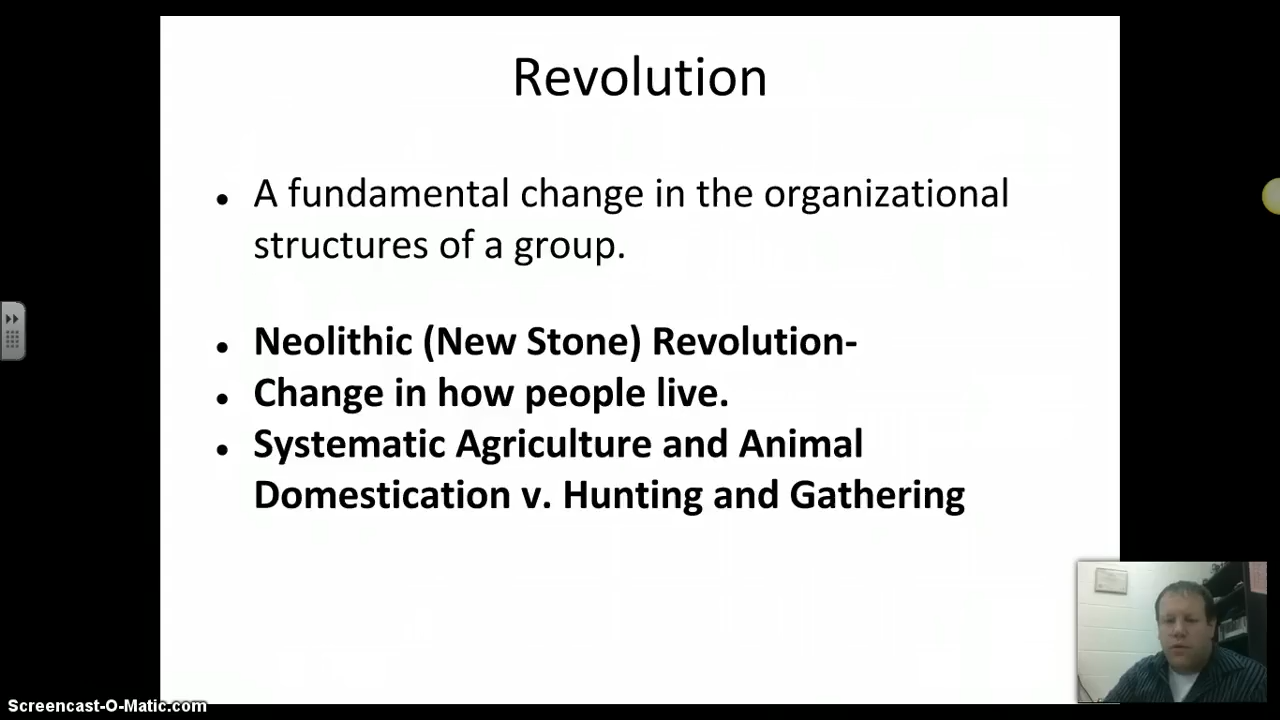 Revolution
A fundamental change in the organizational
structures of a group.
Neolithic (New Stone) Revolution-
Change in how people live.
Systematic Agriculture and Animal
Domestication v. Hunting and Gathering
Screencast-O-Matic.com